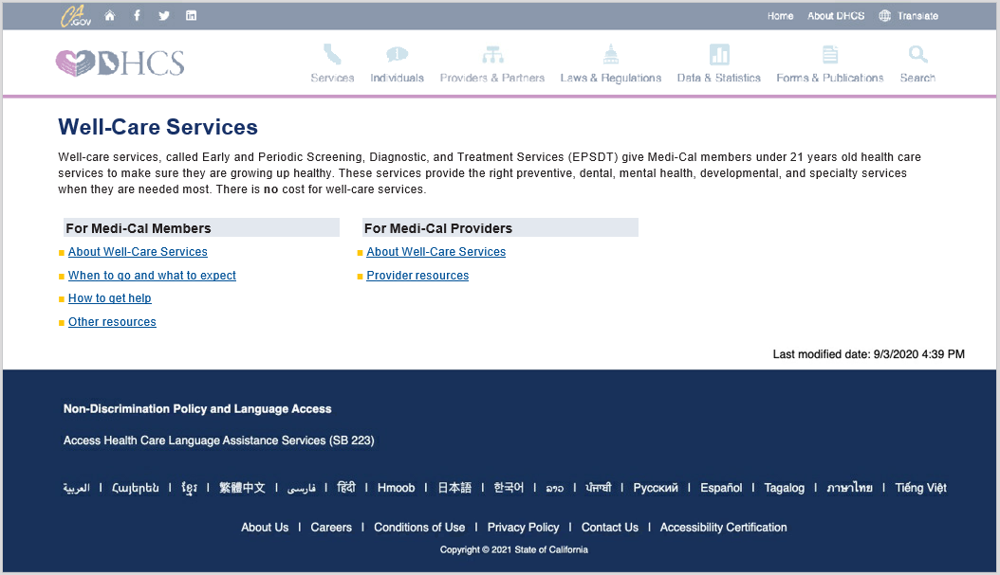 CA.GOV
Home About DHCS Translate
DHCS
Services Individuals Providers & Partners Laws & Regulations Data & Statistics Forms & Publications Search
Well-Care Services
Well-care services, called Early and Periodic Screening, Diagnostic, and Treatment Services (EPSDT) give Medi-Cal members under 21 years old health care
services to make sure they are growing up healthy. These services provide the right preventive, dental, mental health, developmental, and specialty services
when they are needed most. There is no cost for well-care services.
For Medi-Cal Members
About Well-Care Services
When to go and what to expect
How to get help
Other resources
For Medi-Cal Providers
About Well-Care Services
Provider resources
Last modified date: 9/3/2020 4:39 PM
Non-Discrimination Policy and Language Access
Access Health Care Language Assistance Services (SB 223)
العربية | Հայերեն | ខ្មែរ | 繁體中文 | فارسی | हिंदी | Hmoob | 日本語 | 한국어 | ລາວ | ਪੰਜਾਬੀ | Русский | Español | Tagalog | ภาษาไทย | Tiếng Việt
About Us | Careers | Conditions of Use | Privacy Policy | Contact Us | Accessibility Certification
Copyright © 2021 State of California